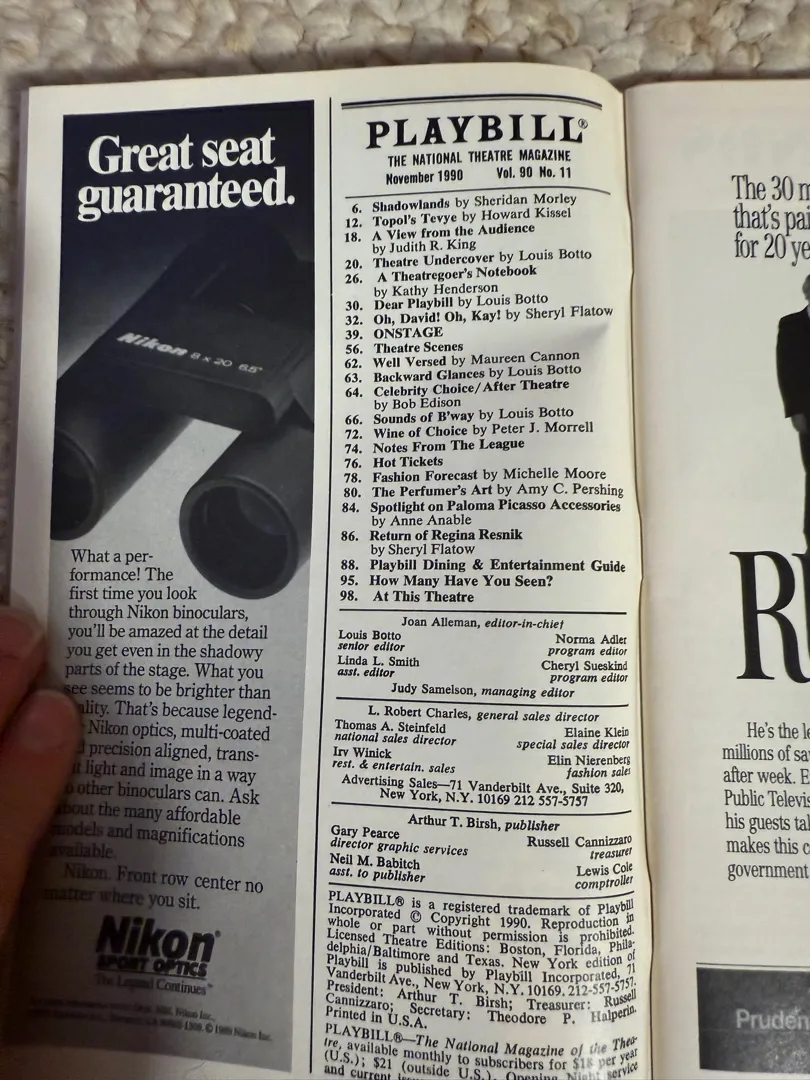 Great seat
guaranteed.
Nikon 8 x 20 6.5°
What a per-
formance! The
first time you look
through Nikon binoculars,
you'll be amazed at the detail
you get even in the shadowy
parts of the stage. What you
see seems to be brighter than
That's because legend-
Nikon optics, multi-coated
precision aligned, trans-
light and image in a way
other binoculars can. Ask
about the many affordable
models and magnifications
available.
Nikon. Front row center no
matter where you sit.
Nikon®
SPORT OPTICS
The Legend Continues™
© 1989 Nikon Inc.
PLAYBILL®
THE NATIONAL THEATRE MAGAZINE
November 1990 Vol. 90 No. 11
6. Shadowlands by Sheridan Morley
12. Topol's Tevye by Howard Kissel
18. A View from the Audience
by Judith R. King
20. Theatre Undercover by Louis Botto
26. A Theatregoer's Notebook
by Kathy Henderson
30. Dear Playbill by Louis Botto
32. Oh, David! Oh, Kay! by Sheryl Flatow
39. ONSTAGE
56. Theatre Scenes
62. Well Versed by Maureen Cannon
63. Backward Glances by Louis Botto
64. Celebrity Choice/After Theatre
by Bob Edison
66. Sounds of B'way by Louis Botto
72. Wine of Choice by Peter J. Morrell
74. Notes From The League
76. Hot Tickets
78. Fashion Forecast by Michelle Moore
80. The Perfumer's Art by Amy C. Pershing
84. Spotlight on Paloma Picasso Accessories
by Anne Anable
86. Return of Regina Resnik
by Sheryl Flatow
88. Playbill Dining & Entertainment Guide
95. How Many Have You Seen?
98. At This Theatre
Joan Alleman, editor-in-chief
Louis Botto Norma Adler
senior editor program editor
Linda L. Smith Cheryl Sueskind
asst. editor program editor
Judy Samelson, managing editor
L. Robert Charles, general sales director
Thomas A. Steinfeld Elaine Klein
national sales director special sales director
Irv Winick Elin Nierenberg
rest. & entertain. sales fashion sales
Advertising Sales—71 Vanderbilt Ave., Suite 320,
New York, N.Y. 10169 212 557-5757
Arthur T. Birsh, publisher
Gary Pearce Russell Cannizzaro
director graphic services treasurer
Neil M. Babitch Lewis Cole
asst. to publisher comptroller
PLAYBILL® is a registered trademark of Playbill
Incorporated © Copyright 1990. Reproduction in
whole or part without permission is prohibited.
Licensed Theatre Editions: Boston, Florida, Phila-
delphia/Baltimore and Texas. New York edition of
Playbill is published by Playbill Incorporated, 71
Vanderbilt Ave., New York, N.Y. 10169. 212-557-5757.
President: Arthur T. Birsh; Treasurer: Russell
Cannizzaro; Secretary: Theodore P. Halperin.
Printed in U.S.A.
PLAYBILL®—The National Magazine of the Thea-
tre, available monthly to subscribers for $18 per year
(U.S.); $21 (outside U.S.). Opening Night service
and current
The 30 m
that's pai
for 20 ye
RU
He's the le
millions of sa
after week. E
Public Televis
his guests tal
makes this c
government
Pruden